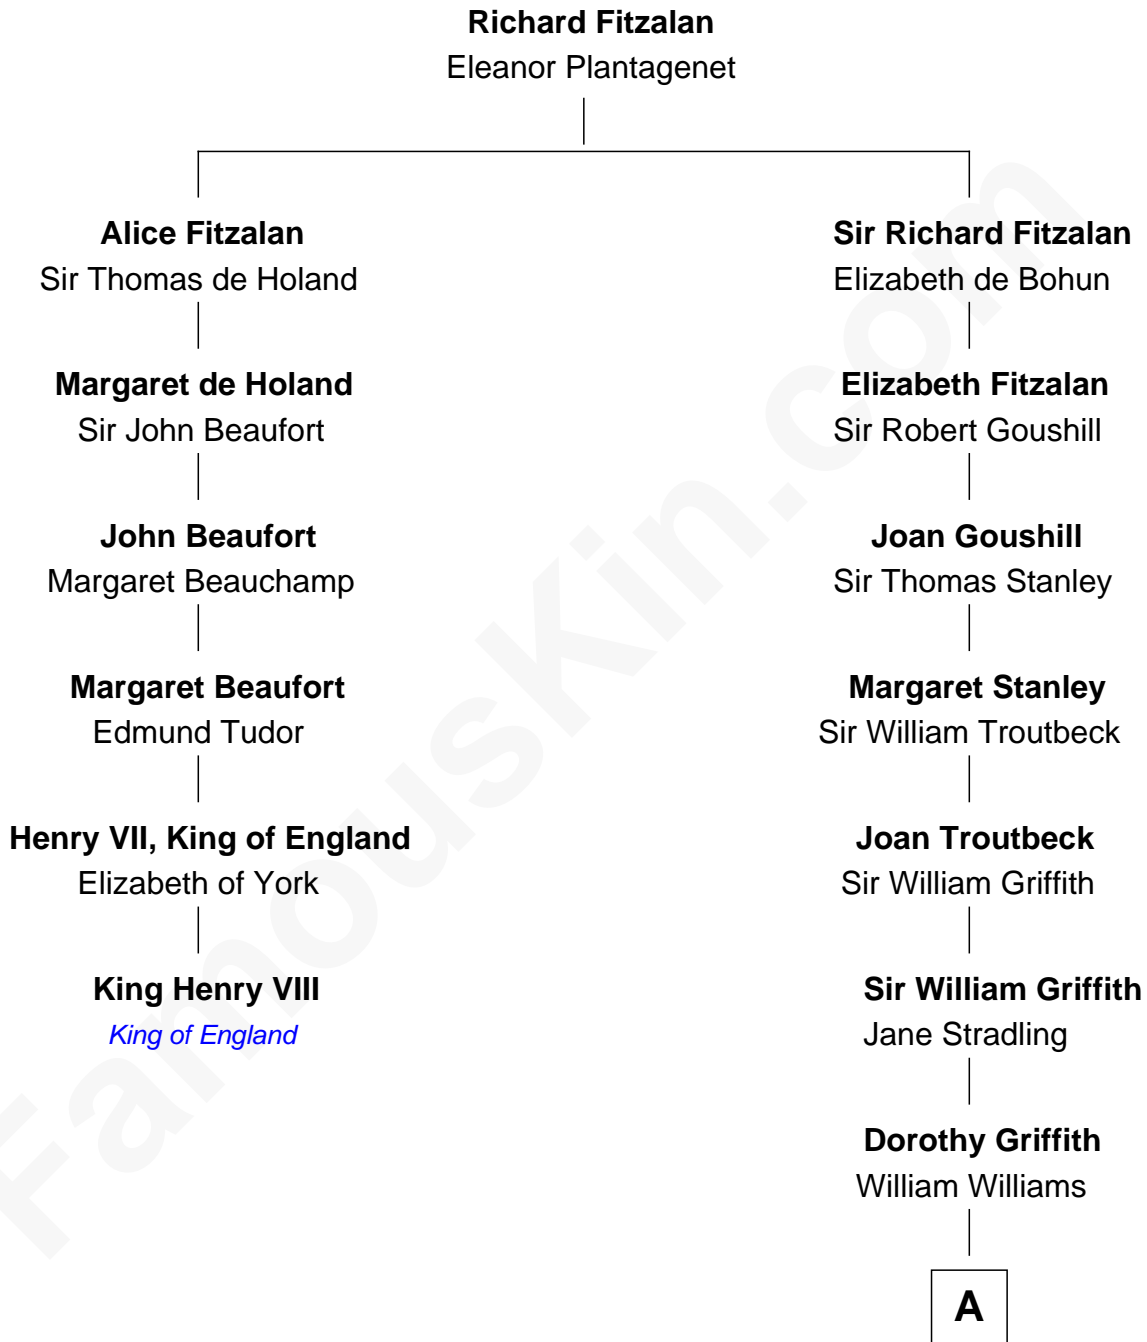 Richard Fitzalan
Eleanor Plantagenet
Alice Fitzalan
Sir Thomas de Holand
Margaret de Holand
Sir John Beaufort
John Beaufort
Margaret Beauchamp
Margaret Beaufort
Edmund Tudor
Henry VII, King of England
Elizabeth of York
King Henry VIII
King of England
Sir Richard Fitzalan
Elizabeth de Bohun
Elizabeth Fitzalan
Sir Robert Goushill
Joan Goushill
Sir Thomas Stanley
Margaret Stanley
Sir William Troutbeck
Joan Troutbeck
Sir William Griffith
Sir William Griffith
Jane Stradling
Dorothy Griffith
William Williams
A
FamousKin.com